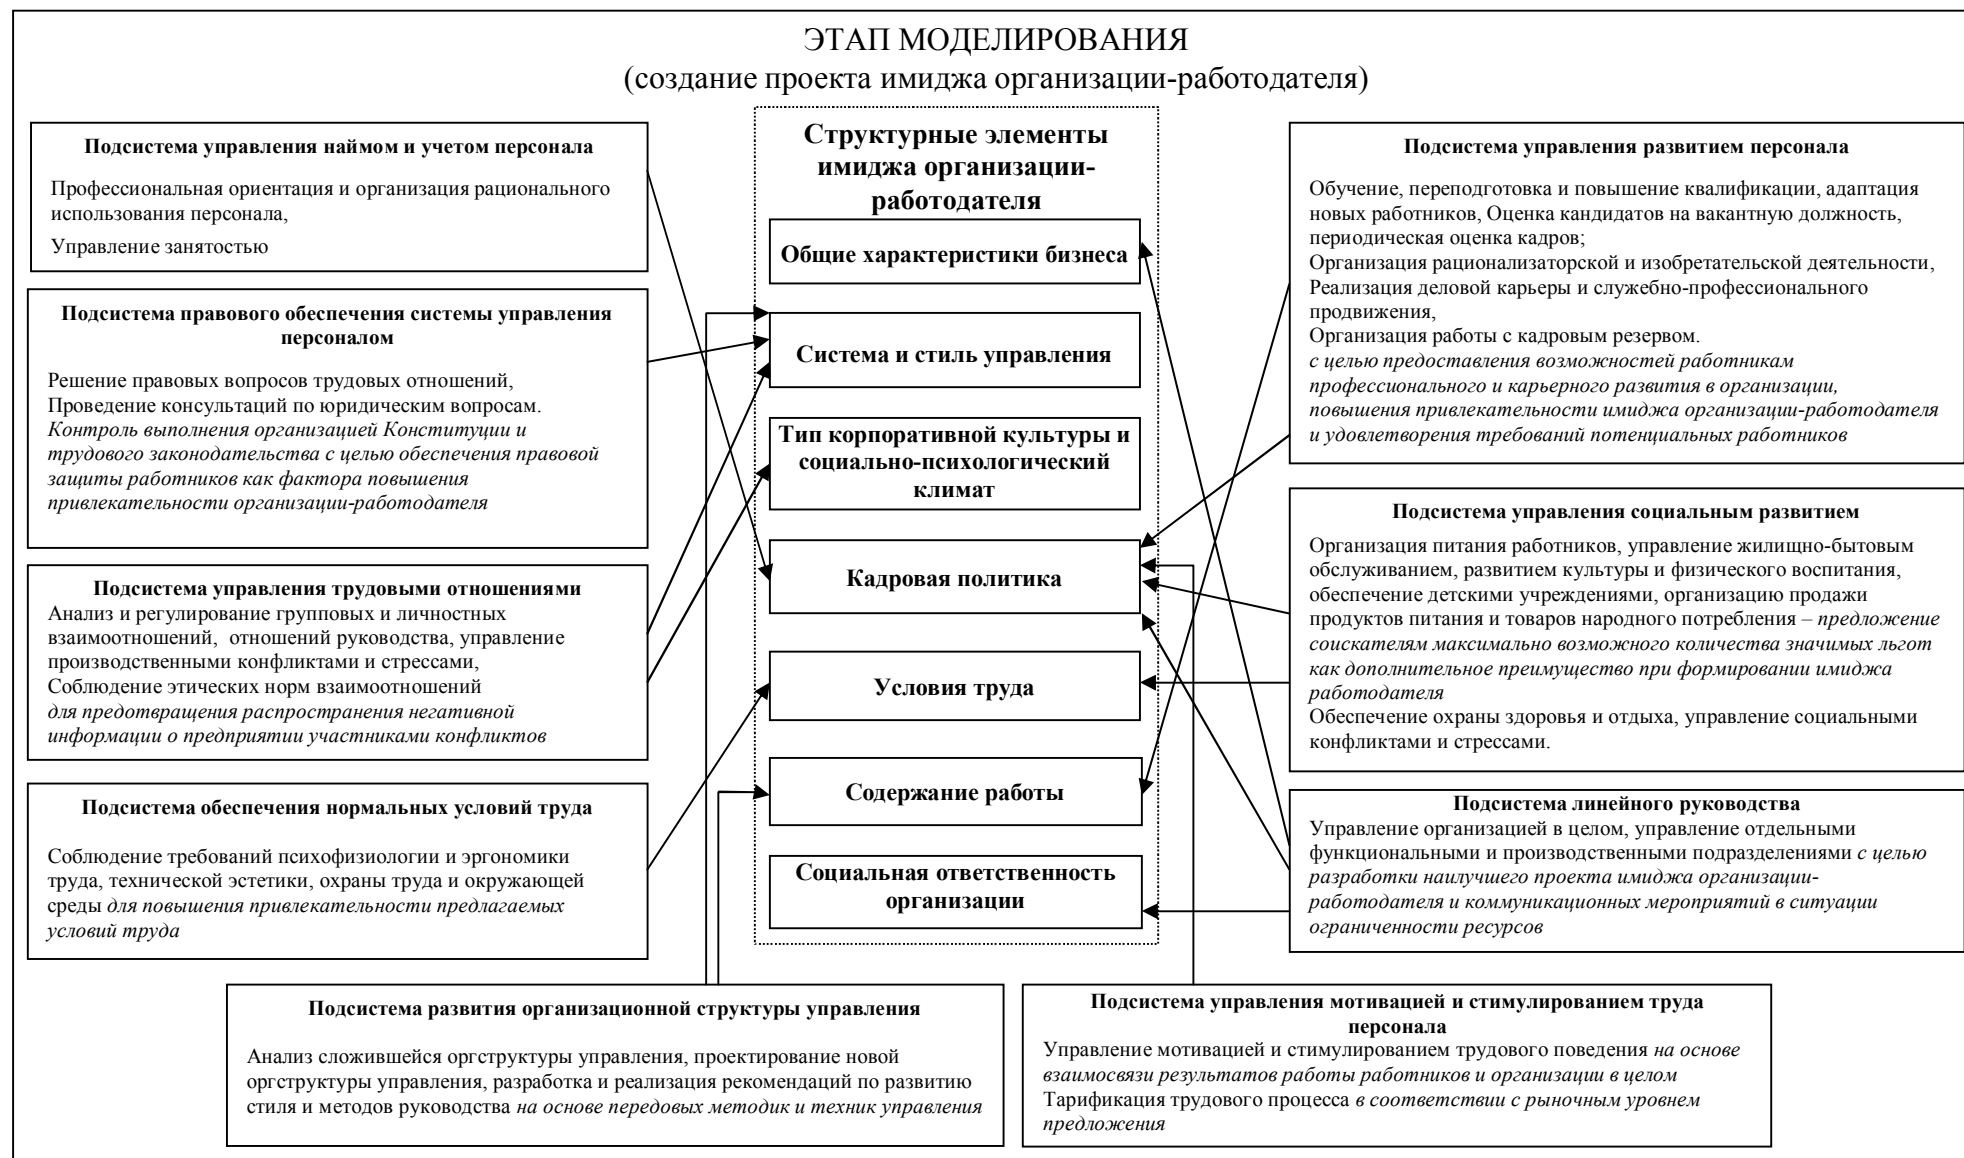 ЭТАП МОДЕЛИРОВАНИЯ
(создание проекта имиджа организации-работодателя)
Подсистема управления наймом и учетом персонала
Профессиональная ориентация и организация рационального
использования персонала,
Управление занятостью
Подсистема правового обеспечения системы управления
персоналом
Решение правовых вопросов трудовых отношений,
Проведение консультаций по юридическим вопросам.
Контроль выполнения организацией Конституции и
трудового законодательства с целью обеспечения правовой
защиты работников как фактора повышения
привлекательности организации-работодателя
Подсистема управления трудовыми отношениями
Анализ и регулирование групповых и личностных
взаимоотношений, отношений руководства, управление
производственными конфликтами и стрессами,
Соблюдение этических норм взаимоотношений
для предотвращения распространения негативной
информации о предприятии участниками конфликтов
Подсистема обеспечения нормальных условий труда
Соблюдение требований психофизиологии и эргономики
труда, технической эстетики, охраны труда и окружающей
среды для повышения привлекательности предлагаемых
условий труда
Структурные элементы
имиджа организации-
работодателя
Общие характеристики бизнеса
Система и стиль управления
Тип корпоративной культуры и
социально-психологический
климат
Кадровая политика
Условия труда
Содержание работы
Социальная ответственность
организации
Подсистема управления развитием персонала
Обучение, переподготовка и повышение квалификации, адаптация
новых работников, Оценка кандидатов на вакантную должность,
периодическая оценка кадров;
Организация рационализаторской и изобретательской деятельности,
Реализация деловой карьеры и служебно-профессионального
продвижения,
Организация работы с кадровым резервом.
с целью предоставления возможностей работникам
профессионального и карьерного развития в организации,
повышения привлекательности имиджа организации-работодателя
и удовлетворения требований потенциальных работников
Подсистема управления социальным развитием
Организация питания работников, управление жилищно-бытовым
обслуживанием, развитием культуры и физического воспитания,
обеспечение детскими учреждениями, организацию продажи
продуктов питания и товаров народного потребления – предложение
соискателям максимально возможного количества значимых льгот
как дополнительное преимущество при формировании имиджа
работодателя
Обеспечение охраны здоровья и отдыха, управление социальными
конфликтами и стрессами.
Подсистема линейного руководства
Управление организацией в целом, управление отдельными
функциональными и производственными подразделениями с целью
разработки наилучшего проекта имиджа организации-
работодателя и коммуникационных мероприятий в ситуации
ограниченности ресурсов
Подсистема развития организационной структуры управления
Анализ сложившейся оргструктуры управления, проектирование новой
оргструктуры управления, разработка и реализация рекомендаций по развитию
стиля и методов руководства на основе передовых методик и техник управления
Подсистема управления мотивацией и стимулированием труда
персонала
Управление мотивацией и стимулированием трудового поведения на основе
взаимосвязи результатов работы работников и организации в целом
Тарификация трудового процесса в соответствии с рыночным уровнем
предложения